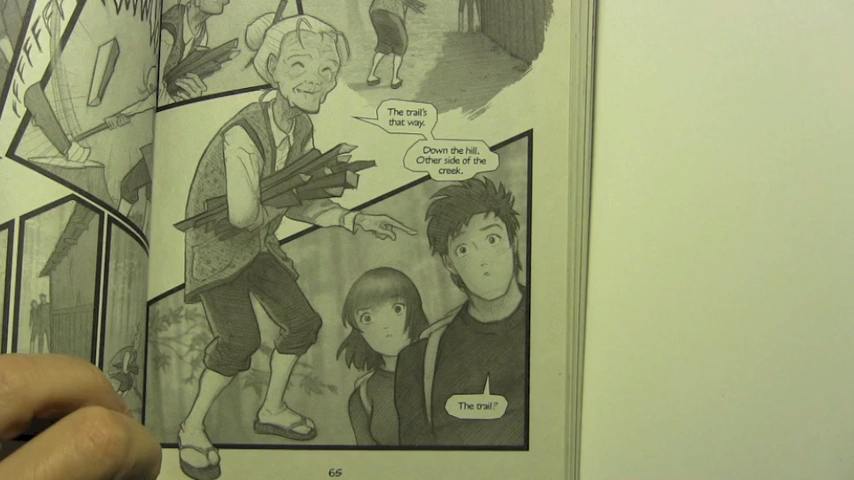 The trail's
that way.
Down the hill.
Other side of the
creek.
The trail?
65